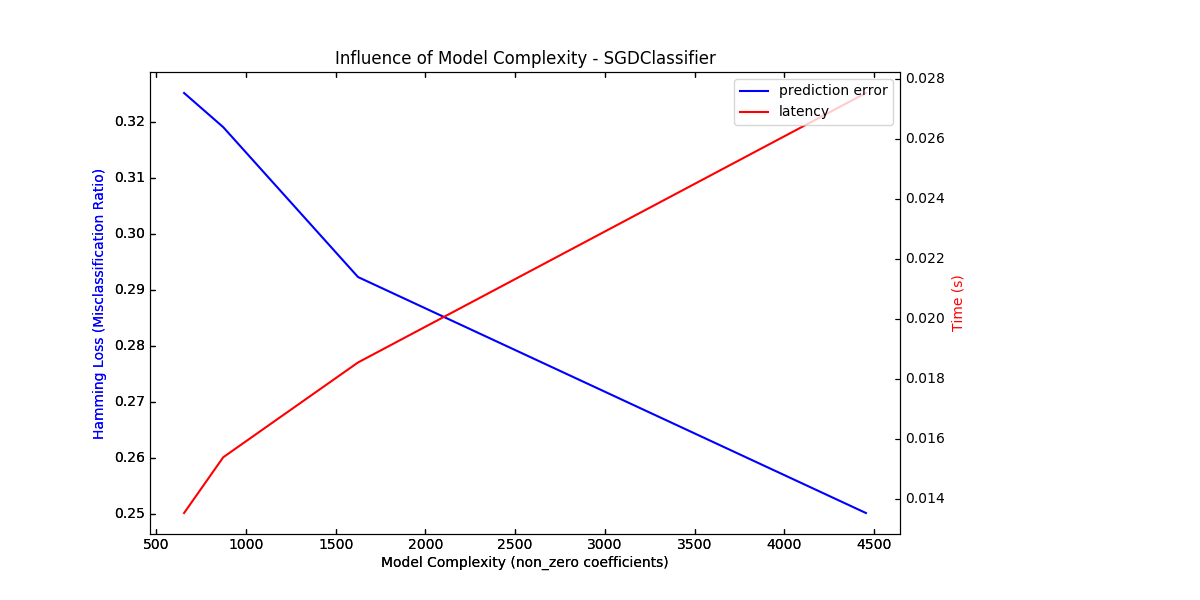 Influence of Model Complexity - SGDClassifier
prediction error
latency
Hamming Loss (Misclassification Ratio)
0.32
0.31
0.30
0.29
0.28
0.27
0.26
0.25
0.028
0.026
0.024
0.022
0.020
0.018
0.016
0.014
Time (s)
500 1000 1500 2000 2500 3000 3500 4000 4500
Model Complexity (non_zero coefficients)